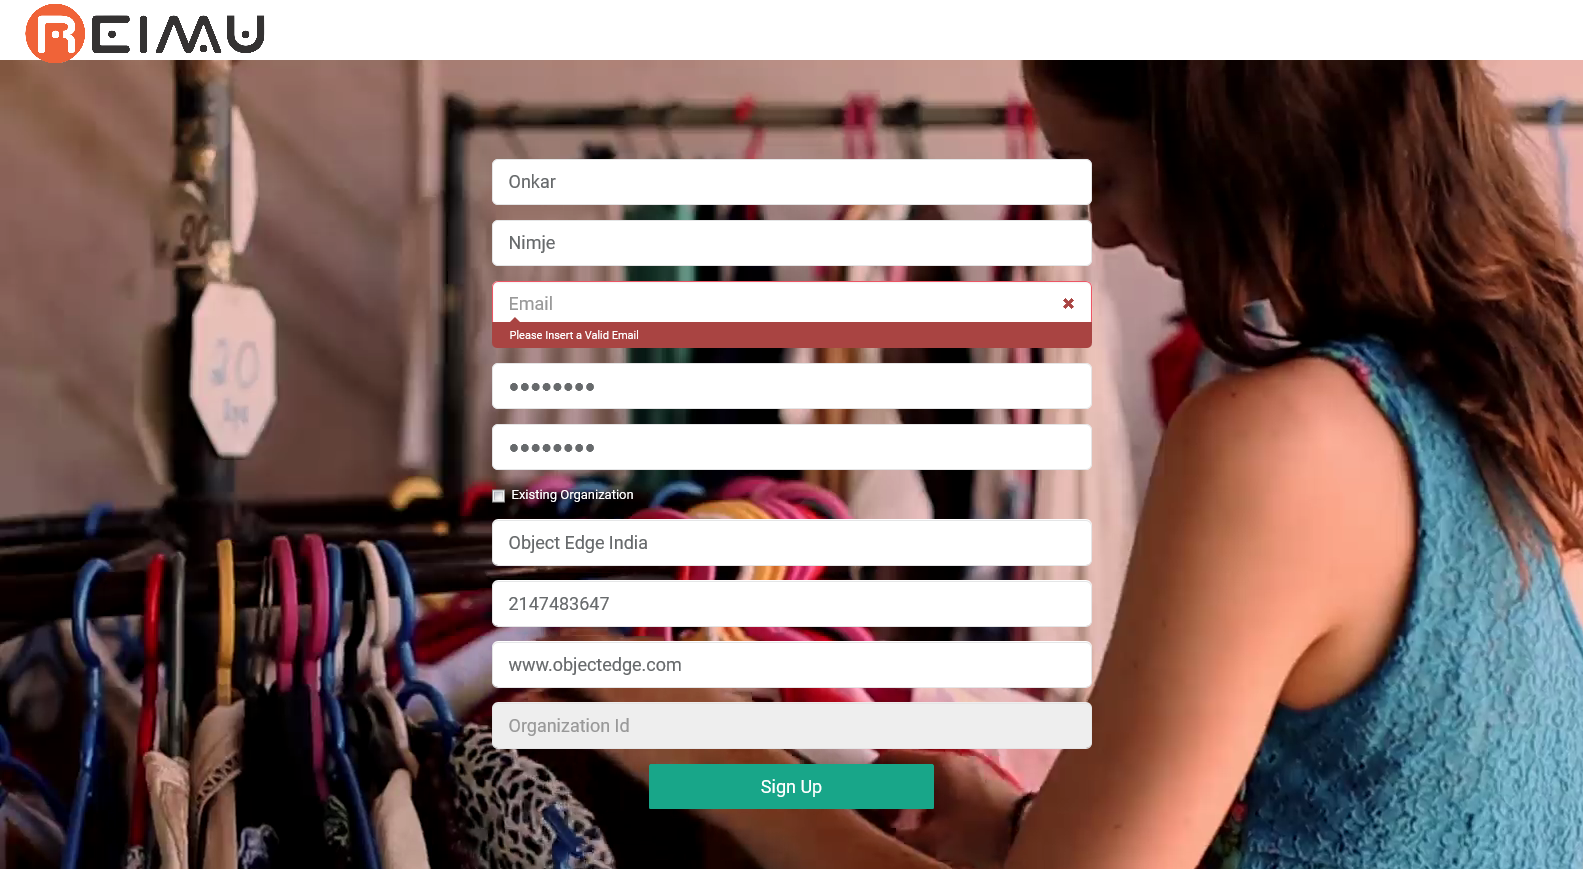 REIMU
Onkar
Nimje
Email
Please Insert a Valid Email
••••••••
••••••••
Existing Organization
Object Edge India
2147483647
www.objectedge.com
Organization Id
Sign Up
20